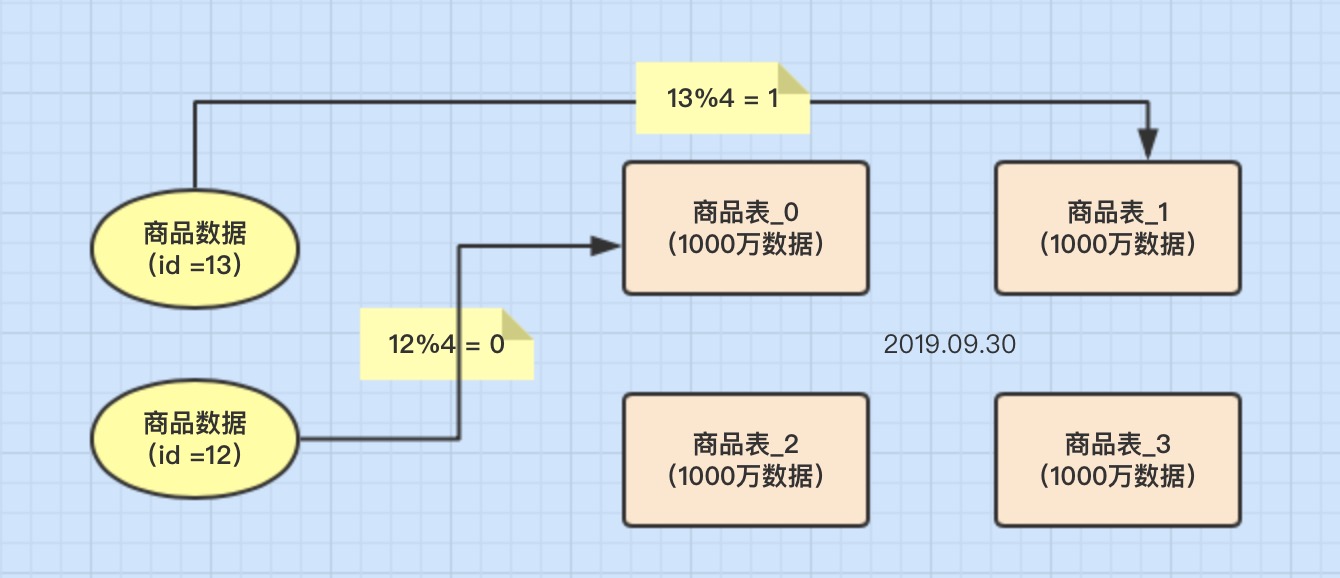 13%4 = 1
商品表_0
(1000万数据)
商品表_1
(1000万数据)
商品数据
(id =13)
12%4 = 0
2019.09.30
商品数据
(id =12)
商品表_2
(1000万数据)
商品表_3
(1000万数据)